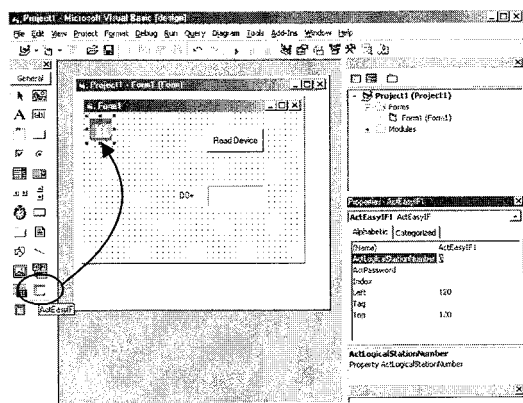 Project1 - Microsoft Visual Basic [design]
File Edit View Project Format Debug Run Query Diagram Tools Add-Ins Window Help
General
Project1 - Form1 (Form)
Form1
Read Device
D0=
ActEasyIF
Project1 (Project1)
Forms
Form1 (Form1)
Modules
Properties - ActEasyIF1
ActEasyIF1 ActEasyIF
Alphabetic Categorized
(Name) ActEasyIF1
ActLogicalStationNumber
ActPassword
Index
Left 120
Tag
Top 120
ActLogicalStationNumber
Property ActLogicalStationNumber